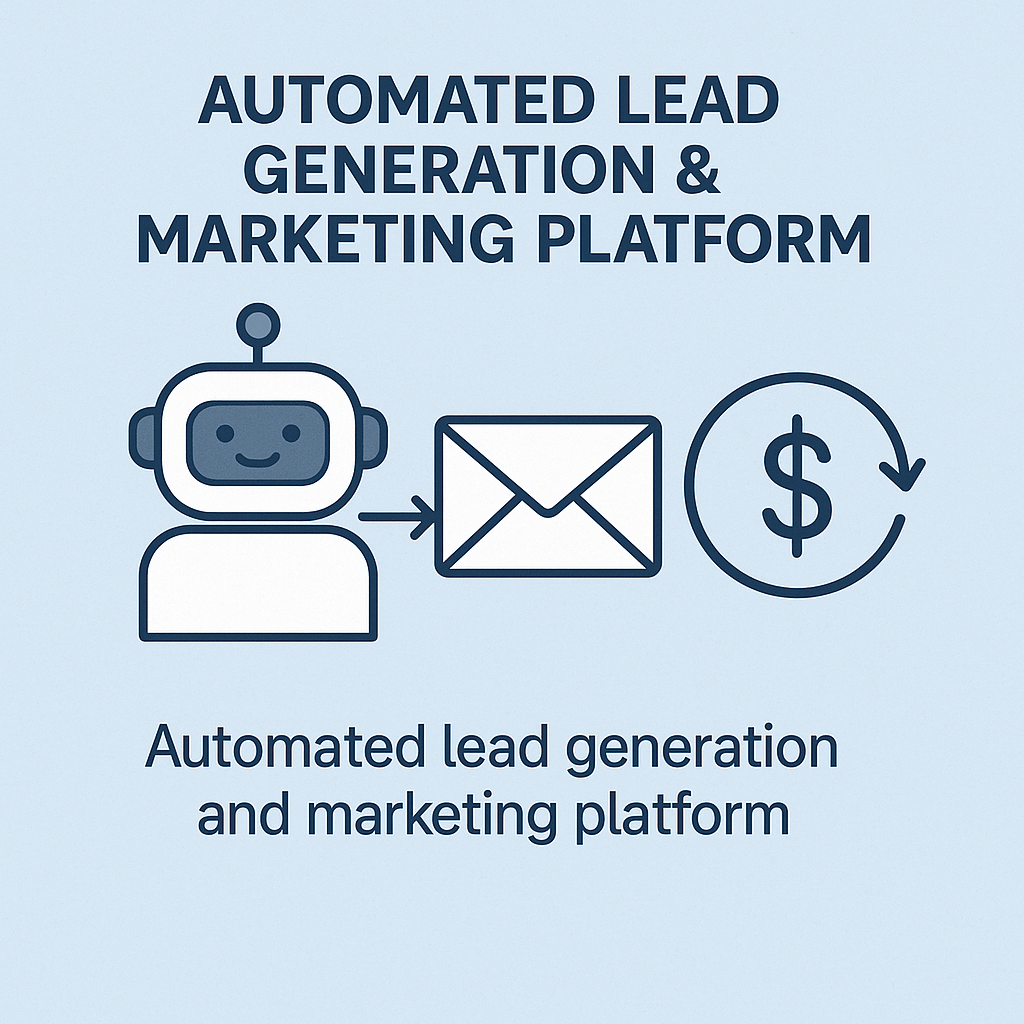 AUTOMATED LEAD
GENERATION &
MARKETING PLATFORM
$
Automated lead generation
and marketing platform